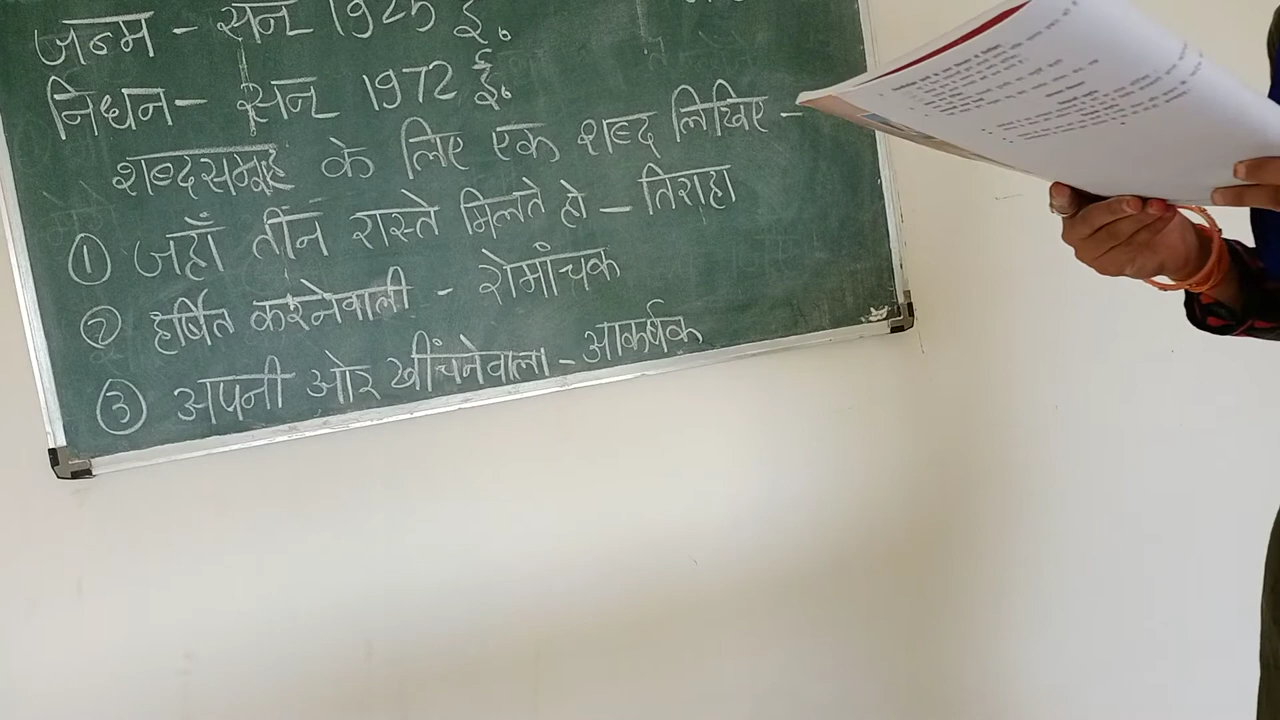 जन्म - सन् 1925 ई.
निधन - सन् 1972 ई.
शब्दसमूह के लिए एक शब्द लिखिए -
① जहाँ तीन रास्ते मिलते हो - तिराहा
② हर्षित करनेवाली - रोमांचक
③ अपनी ओर खींचनेवाला - आकर्षक